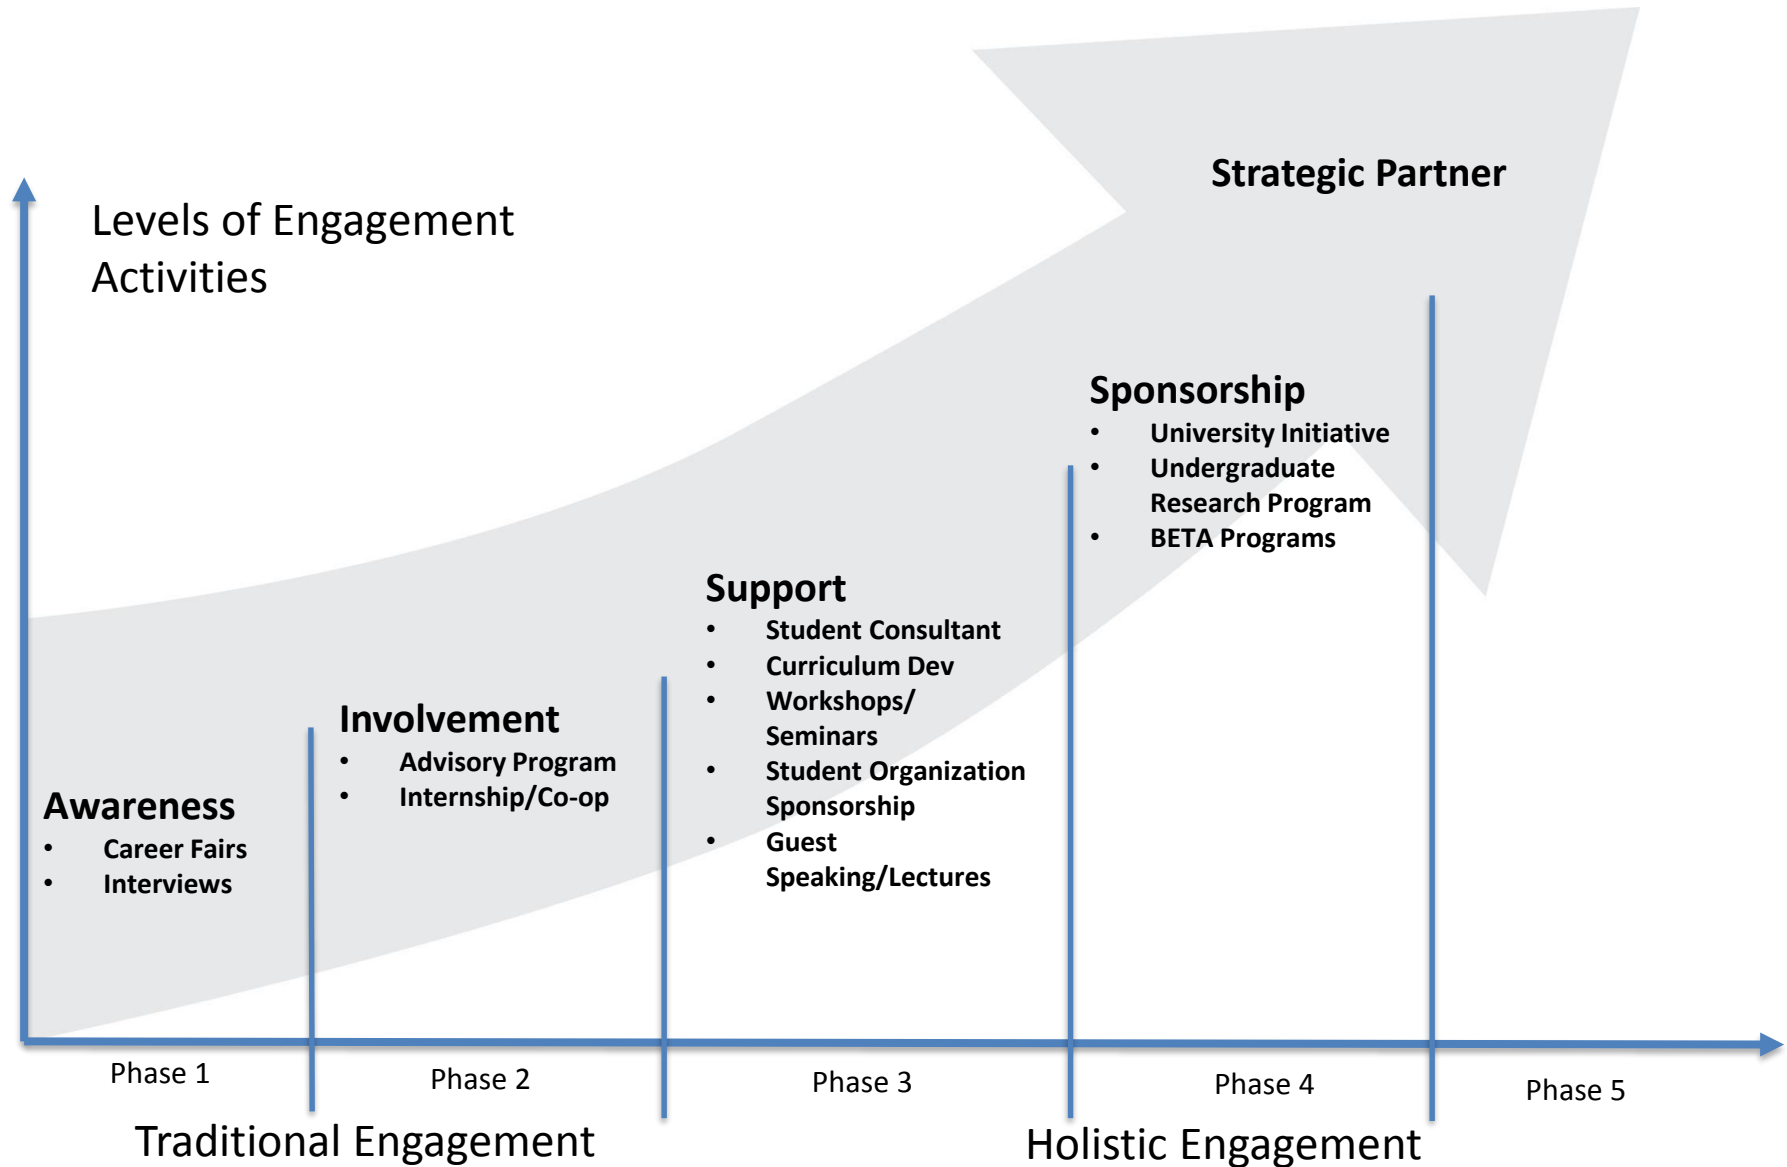 Levels of Engagement
Activities
Strategic Partner
Sponsorship
• University Initiative
• Undergraduate
Research Program
• BETA Programs
Support
• Student Consultant
• Curriculum Dev
• Workshops/
Seminars
• Student Organization
Sponsorship
• Guest
Speaking/Lectures
Involvement
• Advisory Program
• Internship/Co-op
Awareness
• Career Fairs
• Interviews
Phase 1
Phase 2
Phase 3
Phase 4
Phase 5
Traditional Engagement
Holistic Engagement